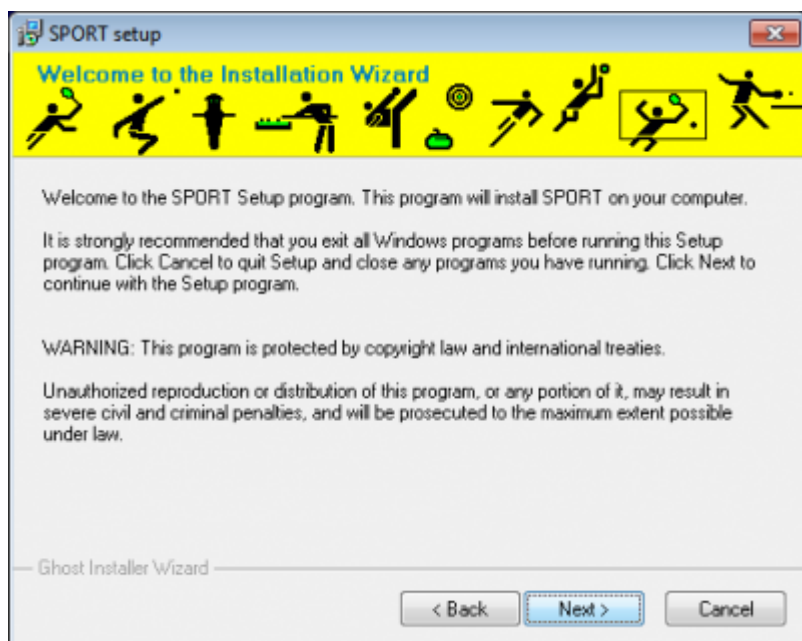 SPORT setup
Welcome to the Installation Wizard
Welcome to the SPORT Setup program. This program will install SPORT on your computer.
It is strongly recommended that you exit all Windows programs before running this Setup
program. Click Cancel to quit Setup and close any programs you have running. Click Next to
continue with the Setup program.
WARNING: This program is protected by copyright law and international treaties.
Unauthorized reproduction or distribution of this program, or any portion of it, may result in
severe civil and criminal penalties, and will be prosecuted to the maximum extent possible
under law.
Ghost Installer Wizard
< Back Next > Cancel